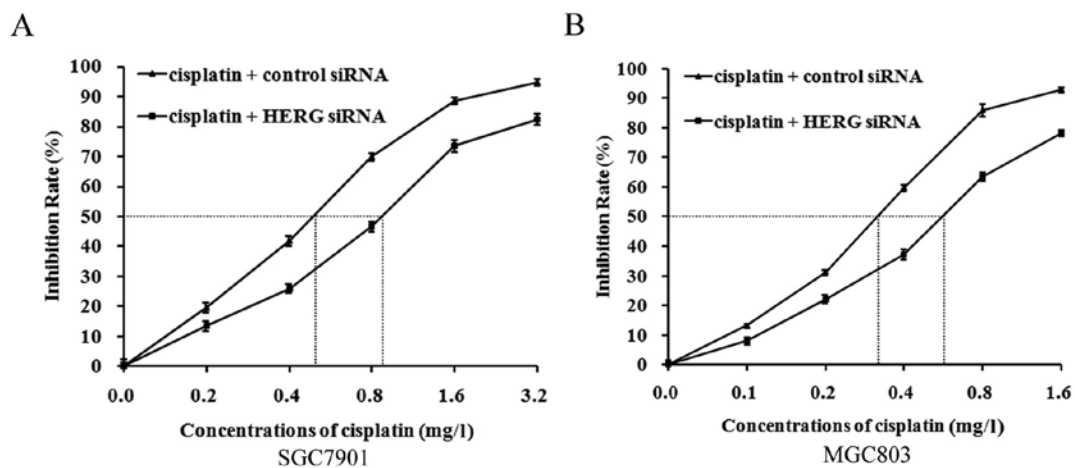 A
Inhibition Rate (%)
100
90
80
70
60
50
40
30
20
10
0
cisplatin + control siRNA
cisplatin + HERG siRNA
0.0 0.2 0.4 0.8 1.6 3.2
Concentrations of cisplatin (mg/l)
SGC7901
B
Inhibition Rate (%)
100
90
80
70
60
50
40
30
20
10
0
cisplatin + control siRNA
cisplatin + HERG siRNA
0.0 0.1 0.2 0.4 0.8 1.6
Concentrations of cisplatin (mg/l)
MGC803